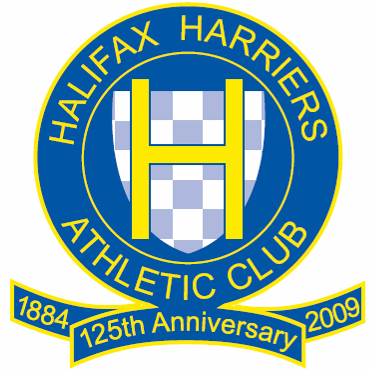 HALIFAX HARRIERS
H
ATHLETIC CLUB
1884 125th Anniversary 2009